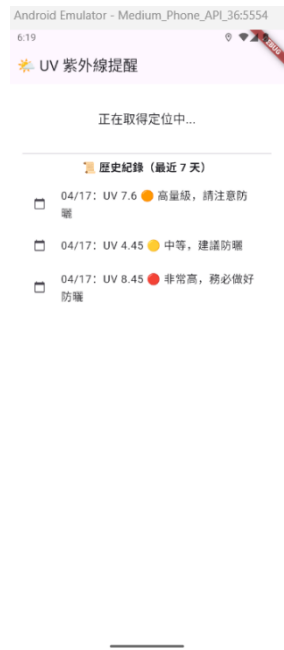 Android Emulator - Medium_Phone_API_36:5554
6:19
DEBUG
🌤️ UV 紫外線提醒
正在取得定位中...
📜 歷史紀錄（最近 7 天）
04/17：UV 7.6 🟠 高量級，請注意防
曬
04/17：UV 4.45 🟡 中等，建議防曬
04/17：UV 8.45 🔴 非常高，務必做好
防曬